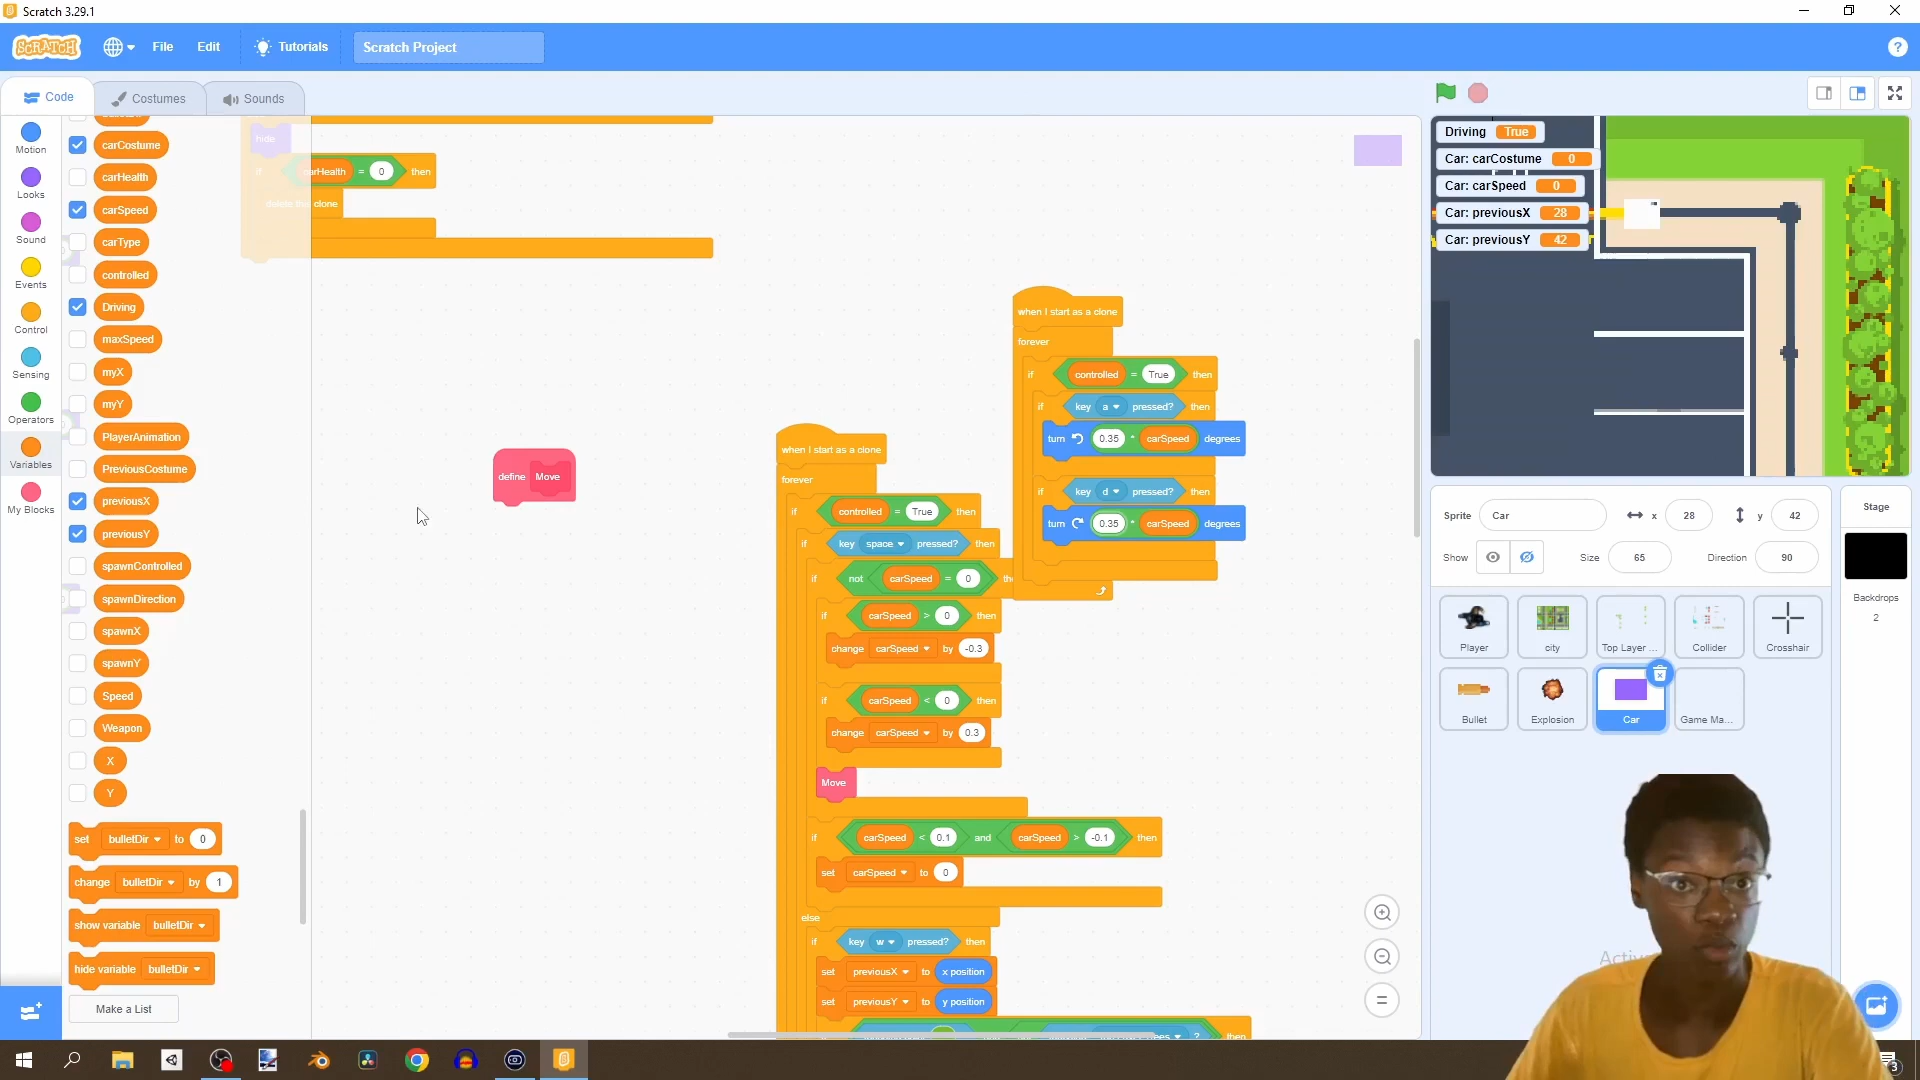 Scratch 3.29.1
SCRATCH File Edit Tutorials Scratch Project
Code Costumes Sounds
Motion
Looks
Sound
Events
Control
Sensing
Operators
Variables
My Blocks
carCostume
carHealth
carSpeed
carType
controlled
Driving
maxSpeed
myX
myY
PlayerAnimation
PreviousCostume
previousX
previousY
spawnControlled
spawnDirection
spawnX
spawnY
Speed
Weapon
X
Y
set bulletDir to 0
change bulletDir by 1
show variable bulletDir
hide variable bulletDir
Make a List
hide
if carHealth = 0 then
delete this clone
define Move
when I start as a clone
forever
if controlled = True then
if key space pressed? then
if not carSpeed = 0 the
if carSpeed > 0 then
change carSpeed by -0.3
if carSpeed < 0 then
change carSpeed by 0.3
Move
if carSpeed < 0.1 and carSpeed > -0.1 then
set carSpeed to 0
else
if key w pressed? then
set previousX to x position
set previousY to y position
then
when I start as a clone
forever
if controlled = True then
if key a pressed? then
turn 0.35 * carSpeed degrees
if key d pressed? then
turn 0.35 * carSpeed degrees
Driving True
Car: carCostume 0
Car: carSpeed 0
Car: previousX 28
Car: previousY 42
Sprite Car x 28 y 42
Show Size 65 Direction 90
Player city Top Layer ... Collider Crosshair
Bullet Explosion Car Game Ma...
Stage
Backdrops
2
3